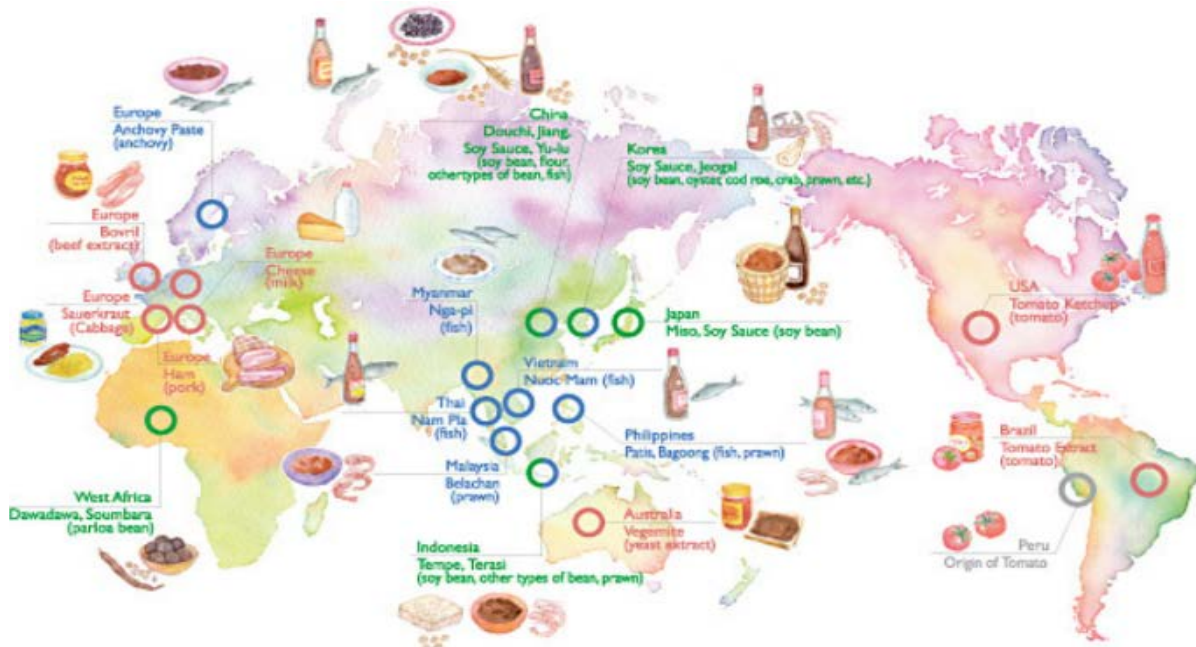 Europe
Anchovy Paste
(anchovy)
China
Douchi, Jiang,
Soy Sauce, Yu-lu
(soy bean, flour,
othertypes of bean, fish)
Korea
Soy Sauce, Jeogal
(soy bean, oyster, cod roe, crab, prawn, etc.)
Europe
Bovril
(beef extract)
Europe
Cheese
(milk)
Europe
Sauerkraut
(Cabbage)
Europe
Ham
(pork)
Myanmar
Nga-pi
(fish)
Japan
Miso, Soy Sauce (soy bean)
USA
Tomato Ketchup
(tomato)
Vietnam
Nuoc Mam (fish)
Thai
Nam Pla
(fish)
Philippines
Patis, Bagoong (fish, prawn)
Malaysia
Belachan
(prawn)
Brazil
Tomato Extract
(tomato)
West Africa
Dawadawa, Soumbara
(parloa bean)
Australia
Vegemite
(yeast extract)
Indonesia
Tempe, Terasi
(soy bean, other types of bean, prawn)
Peru
Origin of Tomato